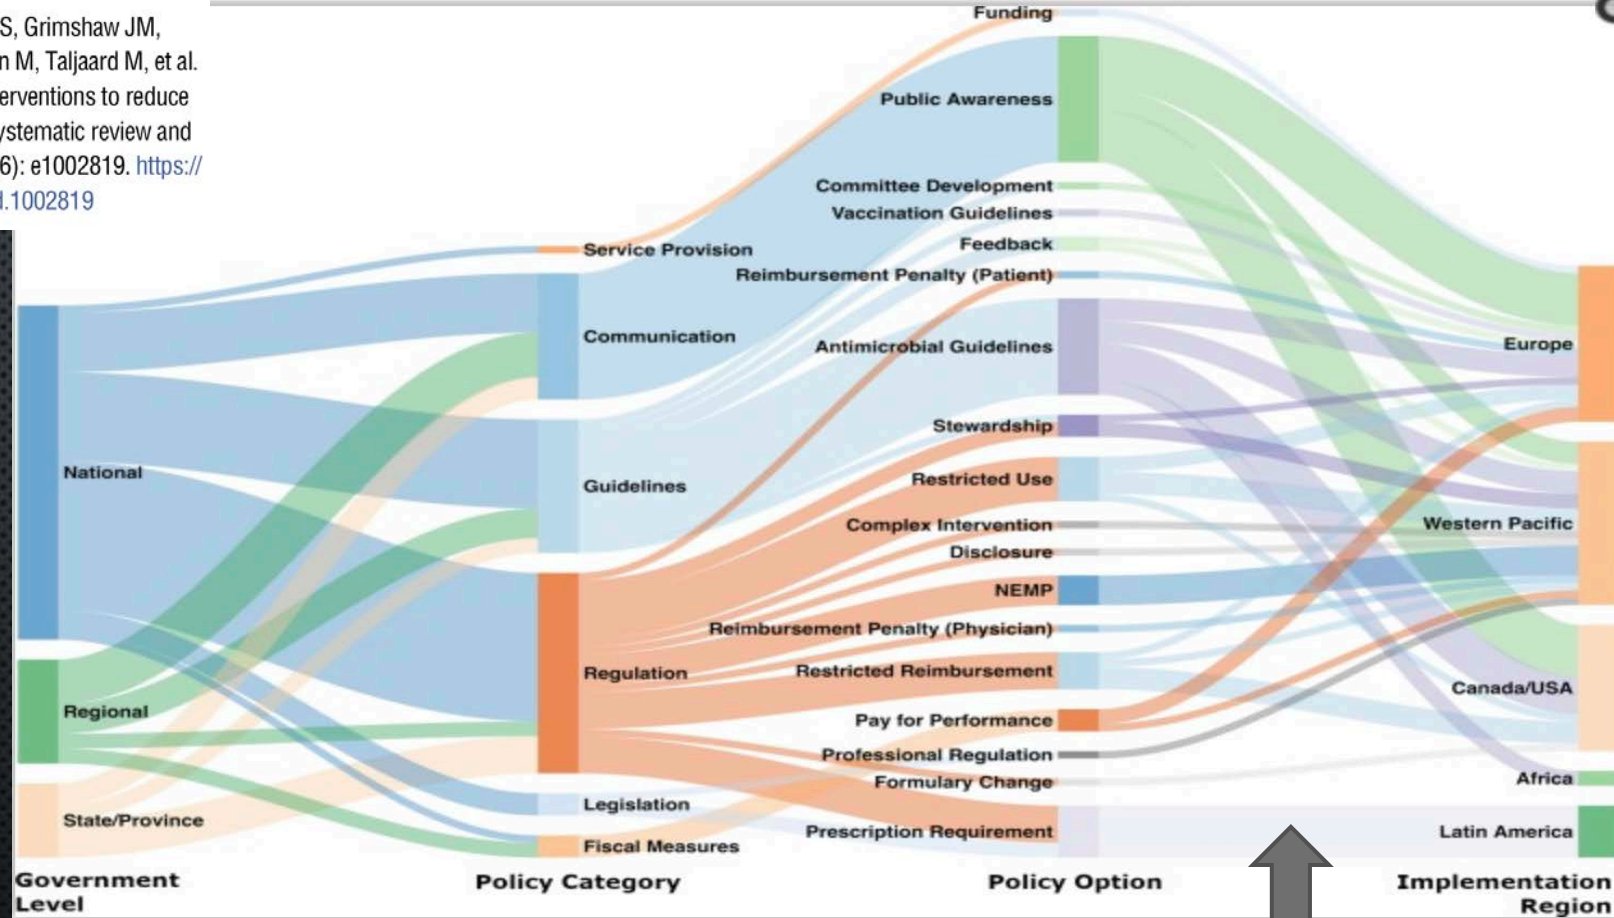 S, Grimshaw JM,
n M, Taljaard M, et al.
erventions to reduce
ystematic review and
6): e1002819. https://
d.1002819
Funding
Public Awareness
Committee Development
Vaccination Guidelines
Feedback
Reimbursement Penalty (Patient)
Antimicrobial Guidelines
Stewardship
Restricted Use
Complex Intervention
Disclosure
NEMP
Reimbursement Penalty (Physician)
Restricted Reimbursement
Pay for Performance
Professional Regulation
Formulary Change
Prescription Requirement
Service Provision
Communication
Guidelines
Regulation
Legislation
Fiscal Measures
National
Regional
State/Province
Europe
Western Pacific
Canada/USA
Africa
Latin America
Government
Level
Policy Category
Policy Option
Implementation
Region